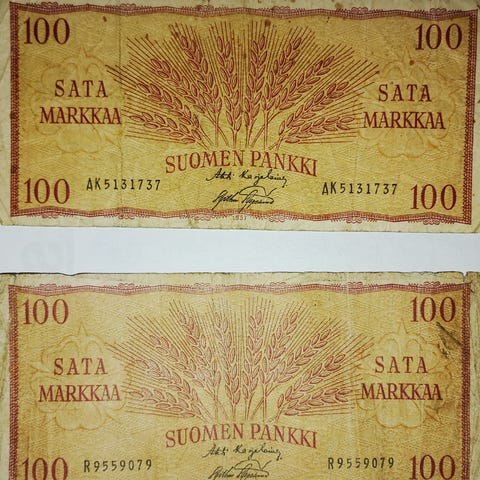 100 100
SATA MARKKAA SATA MARKKAA
SUOMEN PANKKI
AK5131737 AK5131737
100 100
100 100
SATA MARKKAA SATA MARKKAA
SUOMEN PANKKI
R9559079 R9559079
100 100